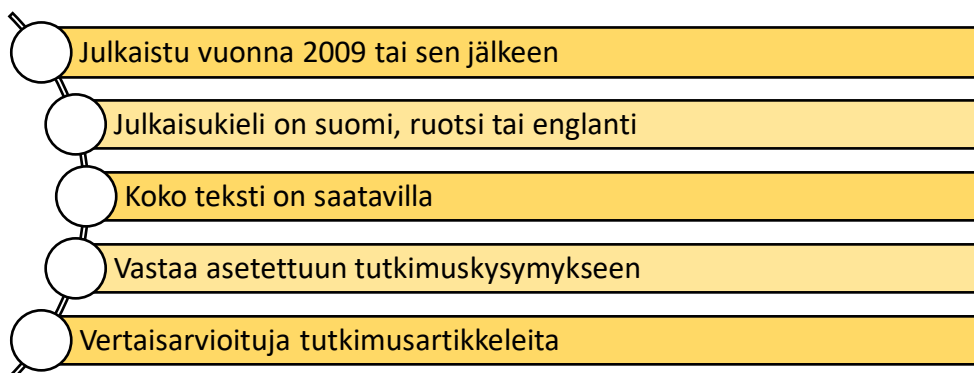 Julkaistu vuonna 2009 tai sen jälkeen
Julkaisukieli on suomi, ruotsi tai englanti
Koko teksti on saatavilla
Vastaa asetettuun tutkimuskysymykseen
Vertaisarvioituja tutkimusartikkeleita